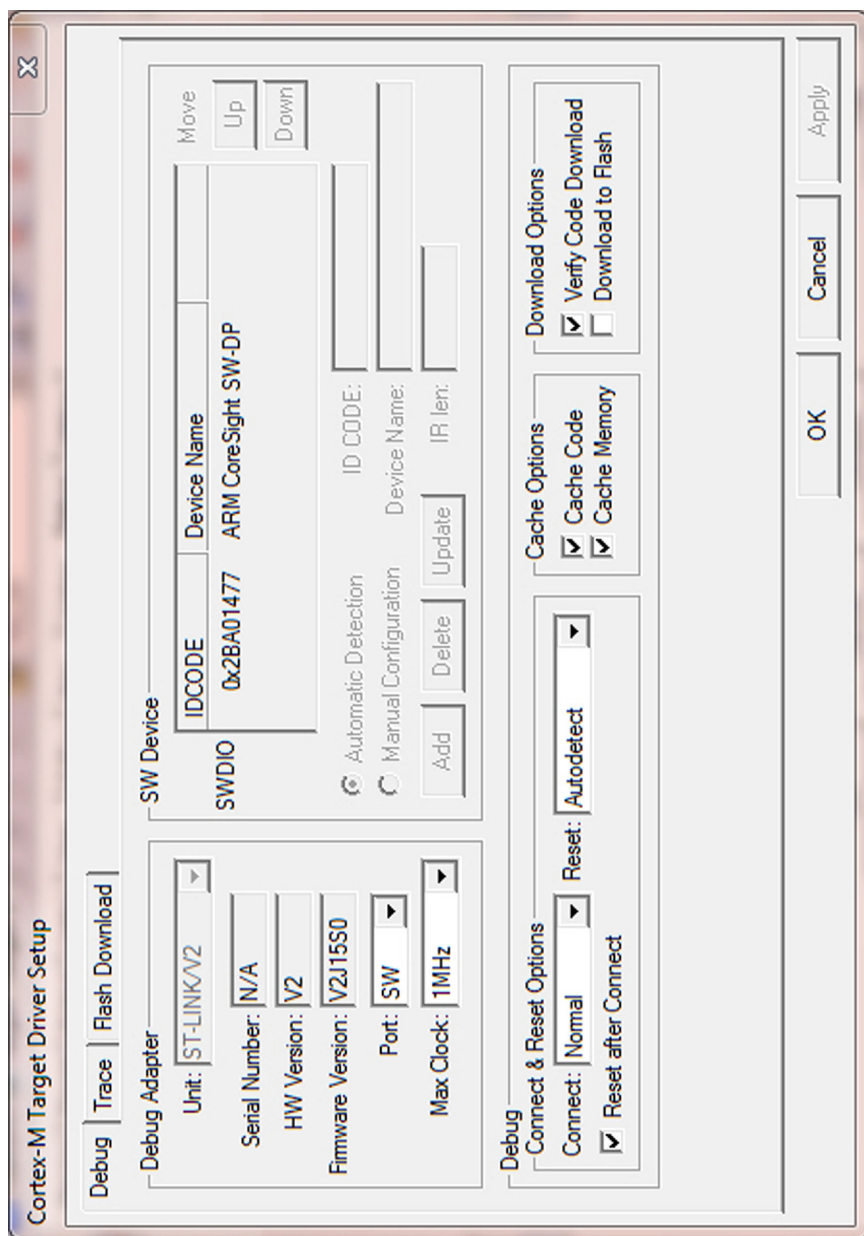 Cortex-M Target Driver Setup
X
Debug
Trace
Flash Download
Debug Adapter
Unit: ST-LINK/V2
Serial Number: N/A
HW Version: V2
Firmware Version: V2J15S0
Port: SW
Max Clock: 1MHz
SW Device
IDCODE Device Name
SWDIO 0x2BA01477 ARM CoreSight SW-DP
Move
Up
Down
Automatic Detection
ID CODE:
Manual Configuration
Device Name:
Add Delete Update
IR len:
Debug
Connect & Reset Options
Connect: Normal Reset: Autodetect
Reset after Connect
Cache Options
Cache Code
Cache Memory
Download Options
Verify Code Download
Download to Flash
OK Cancel Apply